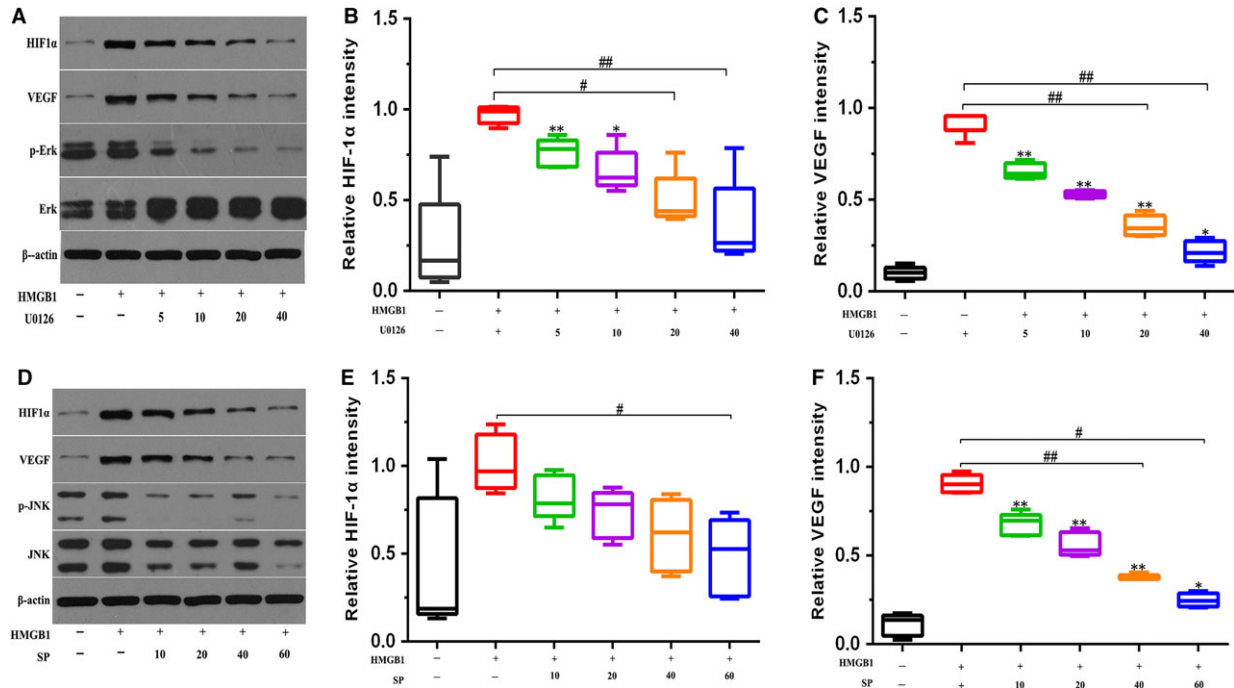 A
HIF1α
VEGF
p-Erk
Erk
β--actin
HMGB1 – + + + + +
U0126 – – 5 10 20 40
B
Relative HIF-1α intensity
1.5
1.0
0.5
0.0
##
#
** *
HMGB1 – + + + + +
U0126 – + 5 10 20 40
C
Relative VEGF intensity
1.5
1.0
0.5
0.0
##
##
** ** ** *
HMGB1 – – + + + +
U0126 – + 5 10 20 40
D
HIF1α
VEGF
p-JNK
JNK
β-actin
HMGB1 – + + + + +
SP – – 10 20 40 60
E
Relative HIF-1α intensity
1.5
1.0
0.5
0.0
#
HMGB1 – + + + + +
SP – – 10 20 40 60
F
Relative VEGF intensity
1.5
1.0
0.5
0.0
#
##
** ** ** *
HMGB1 – + + + + +
SP – + 10 20 40 60